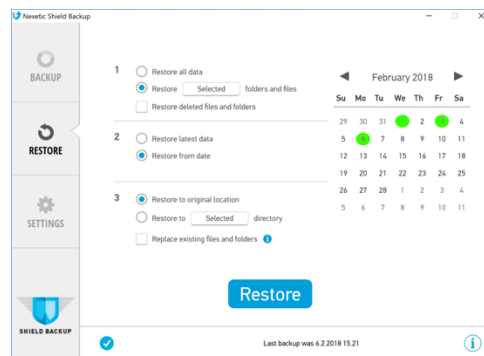 Nexetic Shield Backup
BACKUP
RESTORE
SETTINGS
SHIELD BACKUP
1
Restore all data
Restore Selected folders and files
Restore deleted files and folders
2
Restore latest data
Restore from date
3
Restore to original location
Restore to Selected directory
Replace existing files and folders i
February 2018
Su Mo Tu We Th Fr Sa
29 30 31 1 2 3 4
5 6 7 8 9 10 11
12 13 14 15 16 17 18
19 20 21 22 23 24 25
26 27 28 1 2 3 4
5 6 7 8 9 10 11
Restore
Last backup was 6.2.2018 15.21
i